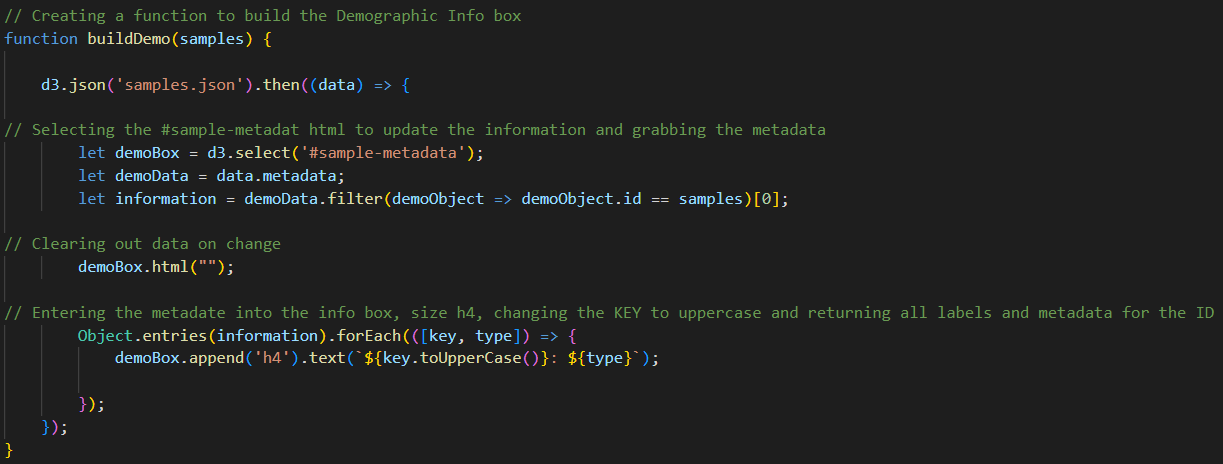 // Creating a function to build the Demographic Info box
function buildDemo(samples) {
d3.json('samples.json').then((data) => {
// Selecting the #sample-metadat html to update the information and grabbing the metadata
let demoBox = d3.select('#sample-metadata');
let demoData = data.metadata;
let information = demoData.filter(demoObject => demoObject.id == samples)[0];
// Clearing out data on change
demoBox.html("");
// Entering the metadate into the info box, size h4, changing the KEY to uppercase and returning all labels and metadata for the ID
Object.entries(information).forEach(([key, type]) => {
demoBox.append('h4').text(`${key.toUpperCase()}: ${type}`);
});
});
}